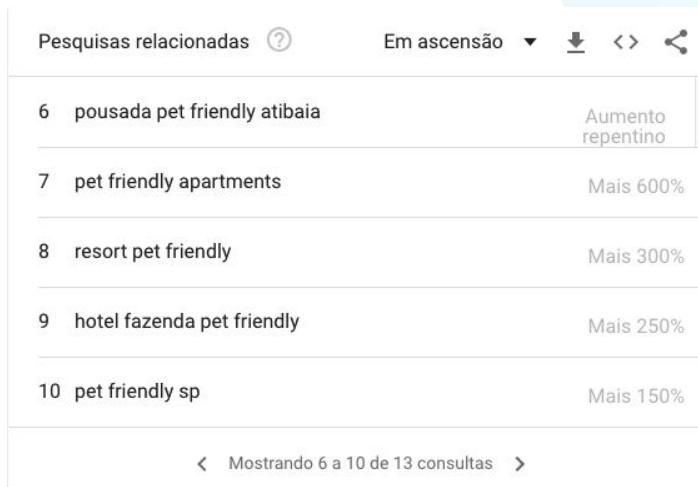 Pesquisas relacionadas ? Em ascensão
6 pousada pet friendly atibaia Aumento
repentino
7 pet friendly apartments Mais 600%
8 resort pet friendly Mais 300%
9 hotel fazenda pet friendly Mais 250%
10 pet friendly sp Mais 150%
Mostrando 6 a 10 de 13 consultas